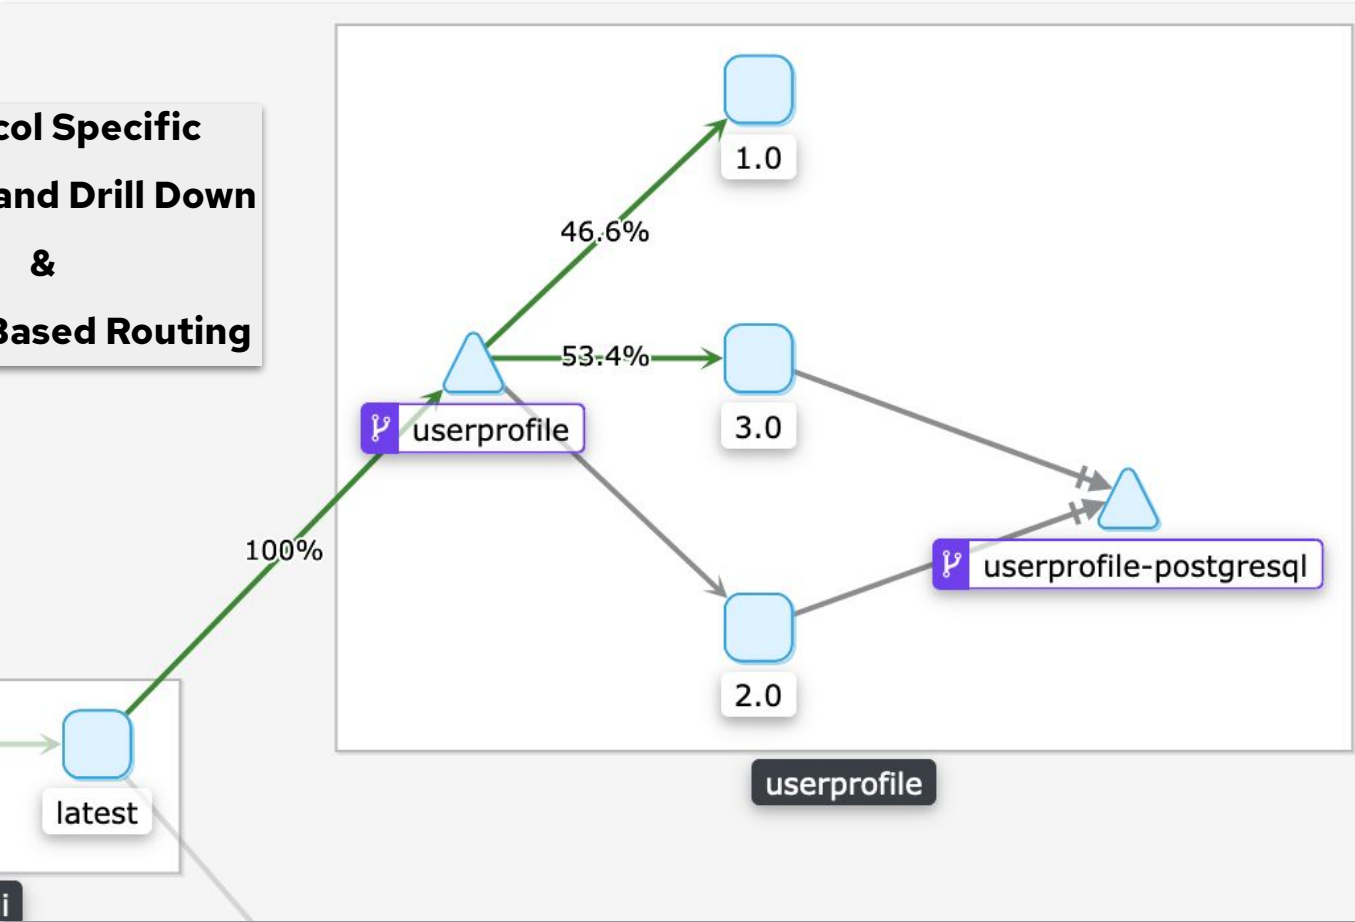 col Specific
and Drill Down
&
Based Routing
1.0
46.6%
53.4%
userprofile
3.0
100%
userprofile-postgresql
2.0
userprofile
latest
i